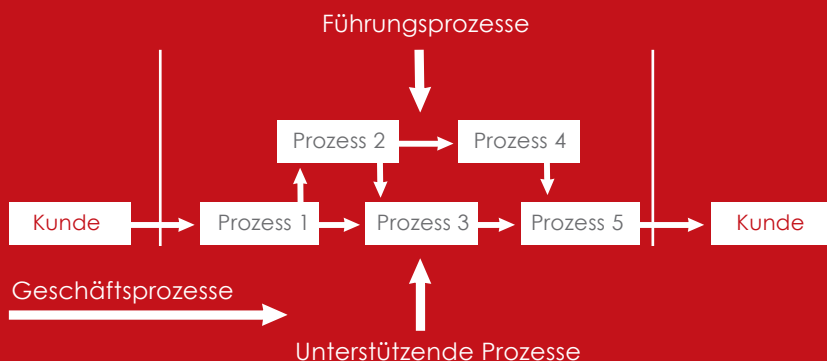 Führungsprozesse
Prozess 2
Prozess 4
Kunde
Prozess 1
Prozess 3
Prozess 5
Kunde
Geschäftsprozesse
Unterstützende Prozesse